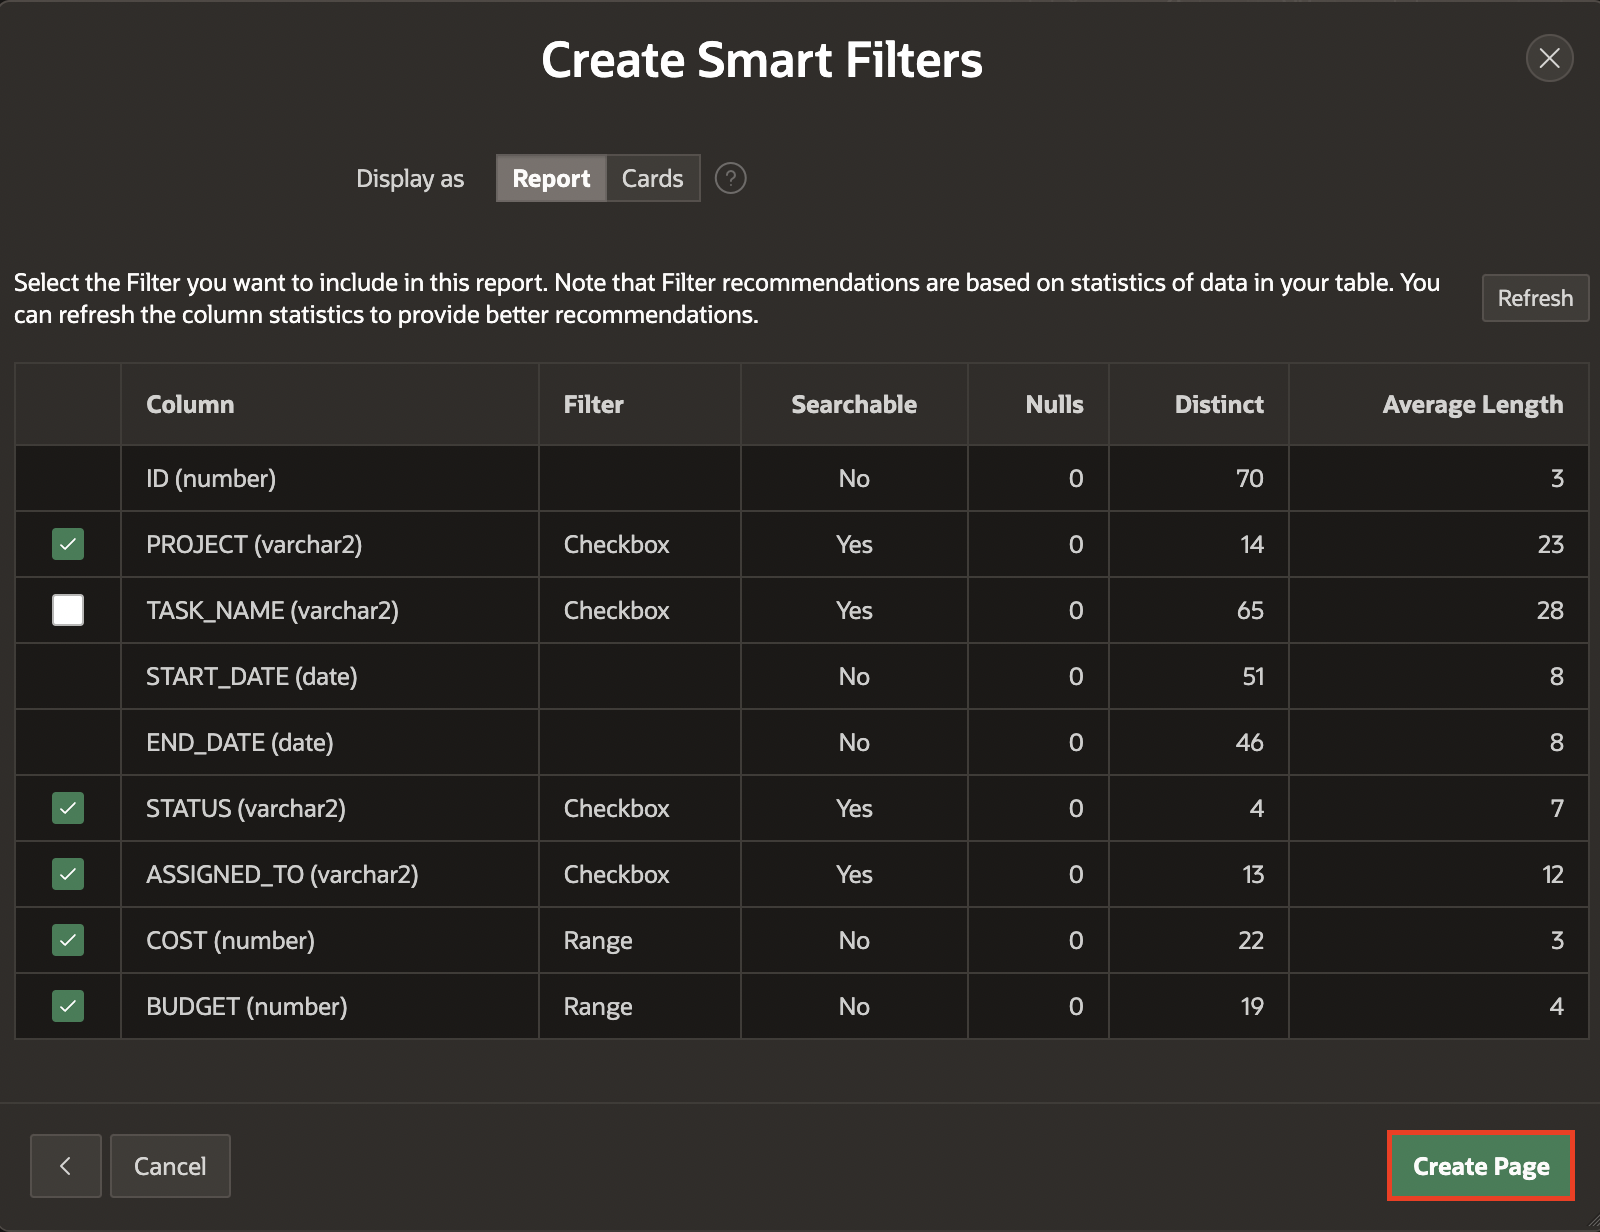 Create Smart Filters
Display as Report Cards ?
Select the Filter you want to include in this report. Note that Filter recommendations are based on statistics of data in your table. You
can refresh the column statistics to provide better recommendations.
Refresh
Column Filter Searchable Nulls Distinct Average Length
ID (number) No 0 70 3
PROJECT (varchar2) Checkbox Yes 0 14 23
TASK_NAME (varchar2) Checkbox Yes 0 65 28
START_DATE (date) No 0 51 8
END_DATE (date) No 0 46 8
STATUS (varchar2) Checkbox Yes 0 4 7
ASSIGNED_TO (varchar2) Checkbox Yes 0 13 12
COST (number) Range No 0 22 3
BUDGET (number) Range No 0 19 4
Cancel Create Page